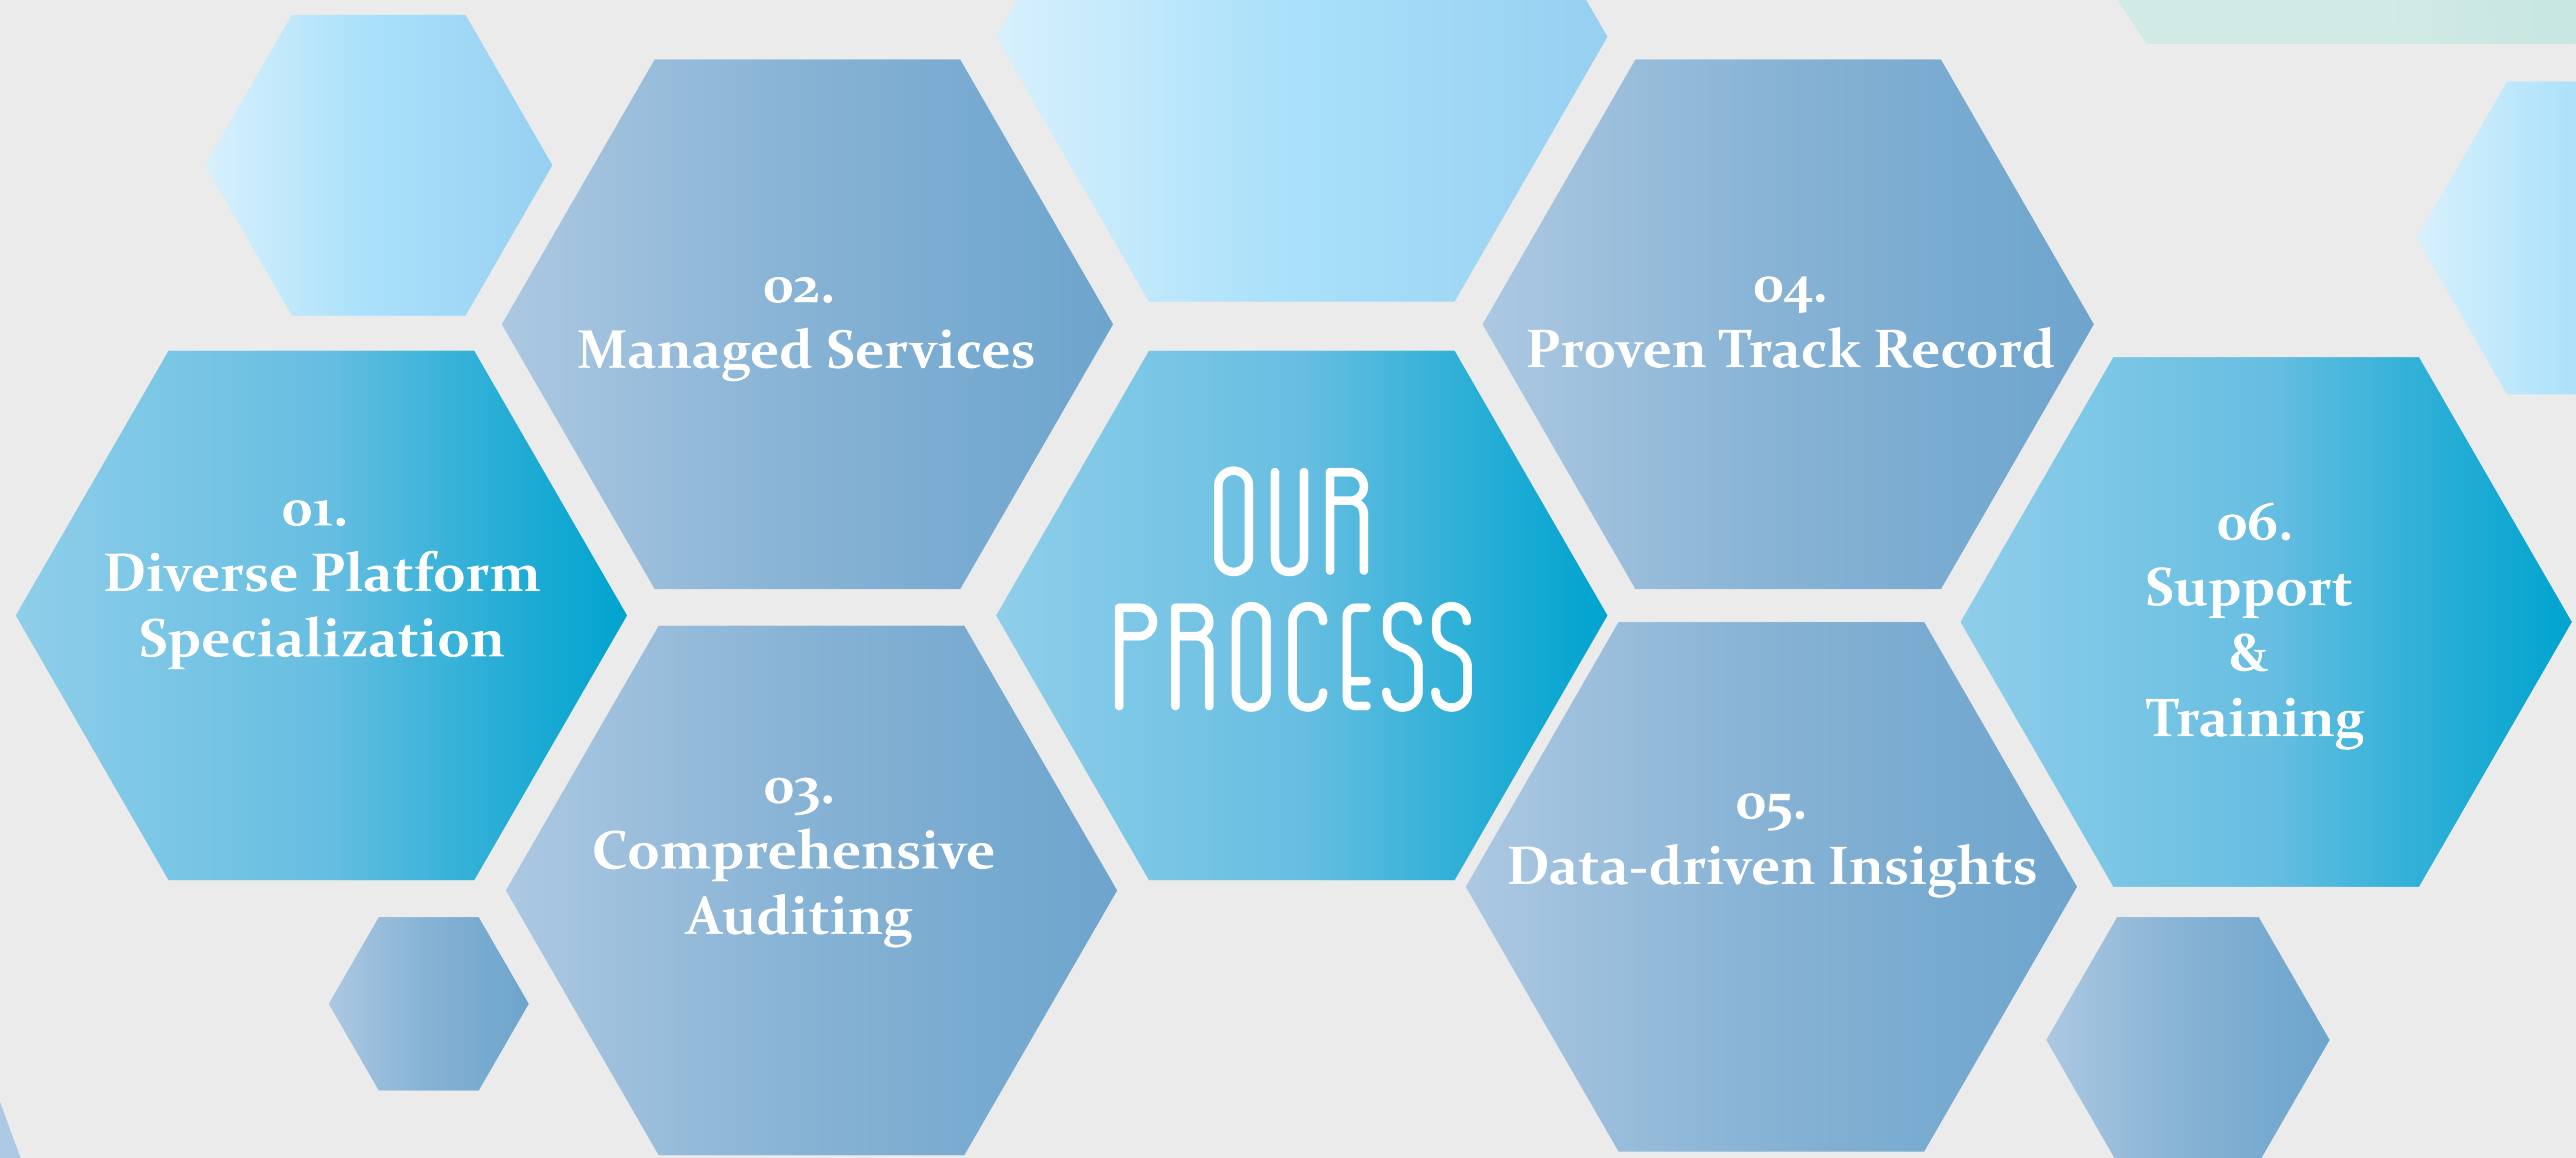 01.
Diverse Platform
Specialization
02.
Managed Services
03.
Comprehensive
Auditing
OUR
PROCESS
04.
Proven Track Record
05.
Data-driven Insights
06.
Support
&
Training